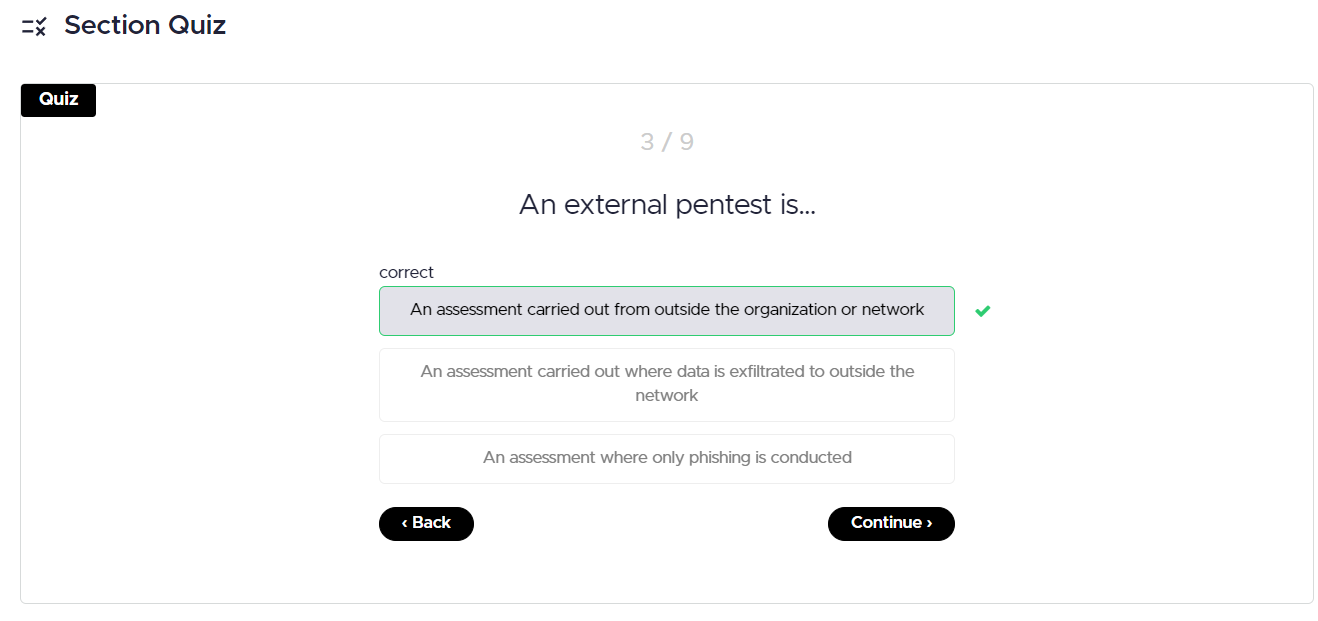 Section Quiz
Quiz
3 / 9
An external pentest is...
correct
An assessment carried out from outside the organization or network
An assessment carried out where data is exfiltrated to outside the
network
An assessment where only phishing is conducted
‹ Back
Continue ›